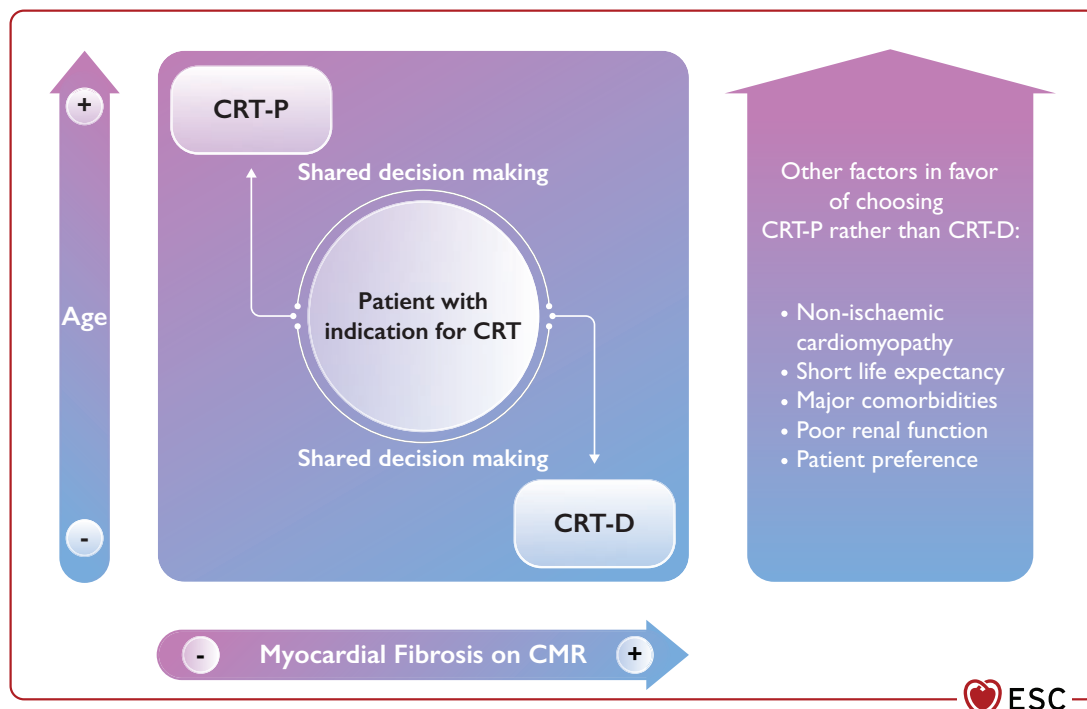 +
CRT-P
Shared decision making
Age
Patient with
indication for CRT
Shared decision making
CRT-D
-
- Myocardial Fibrosis on CMR +
Other factors in favor
of choosing
CRT-P rather than CRT-D:
• Non-ischaemic
cardiomyopathy
• Short life expectancy
• Major comorbidities
• Poor renal function
• Patient preference
ESC